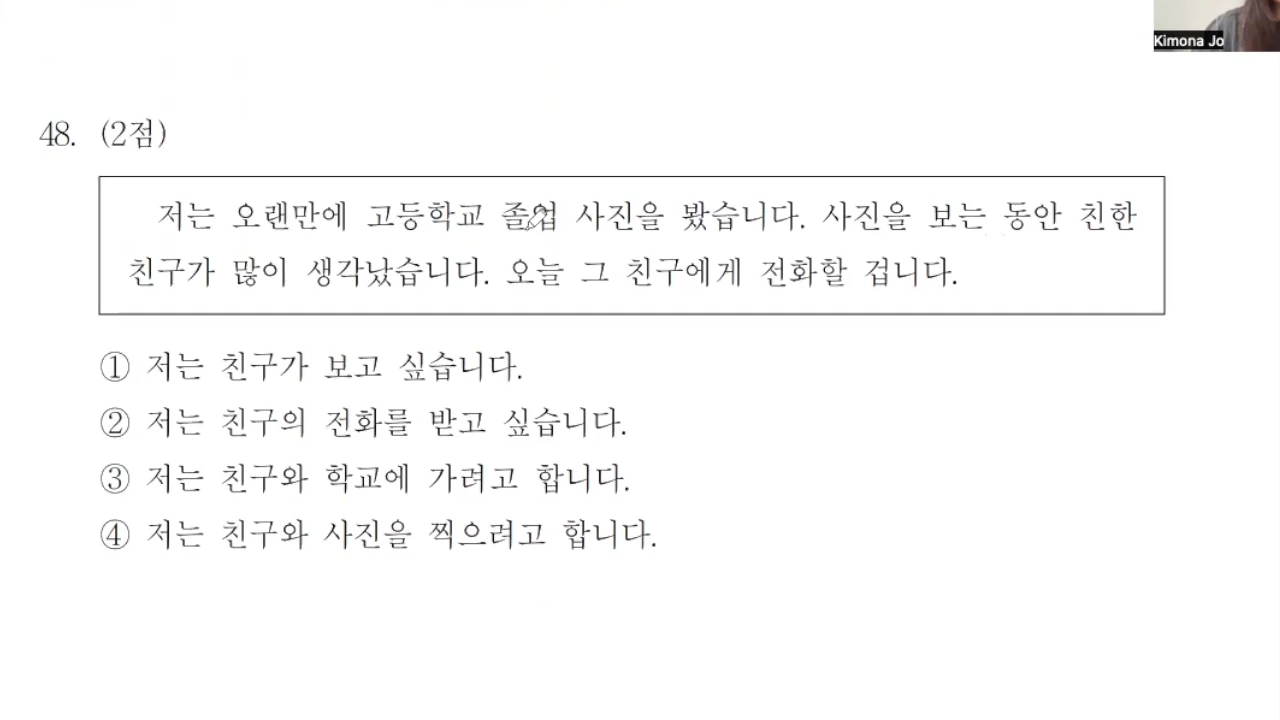 Kimona Jo
48. (2점)
저는 오랜만에 고등학교 졸업 사진을 봤습니다. 사진을 보는 동안 친한
친구가 많이 생각났습니다. 오늘 그 친구에게 전화할 겁니다.
① 저는 친구가 보고 싶습니다.
② 저는 친구의 전화를 받고 싶습니다.
③ 저는 친구와 학교에 가려고 합니다.
④ 저는 친구와 사진을 찍으려고 합니다.